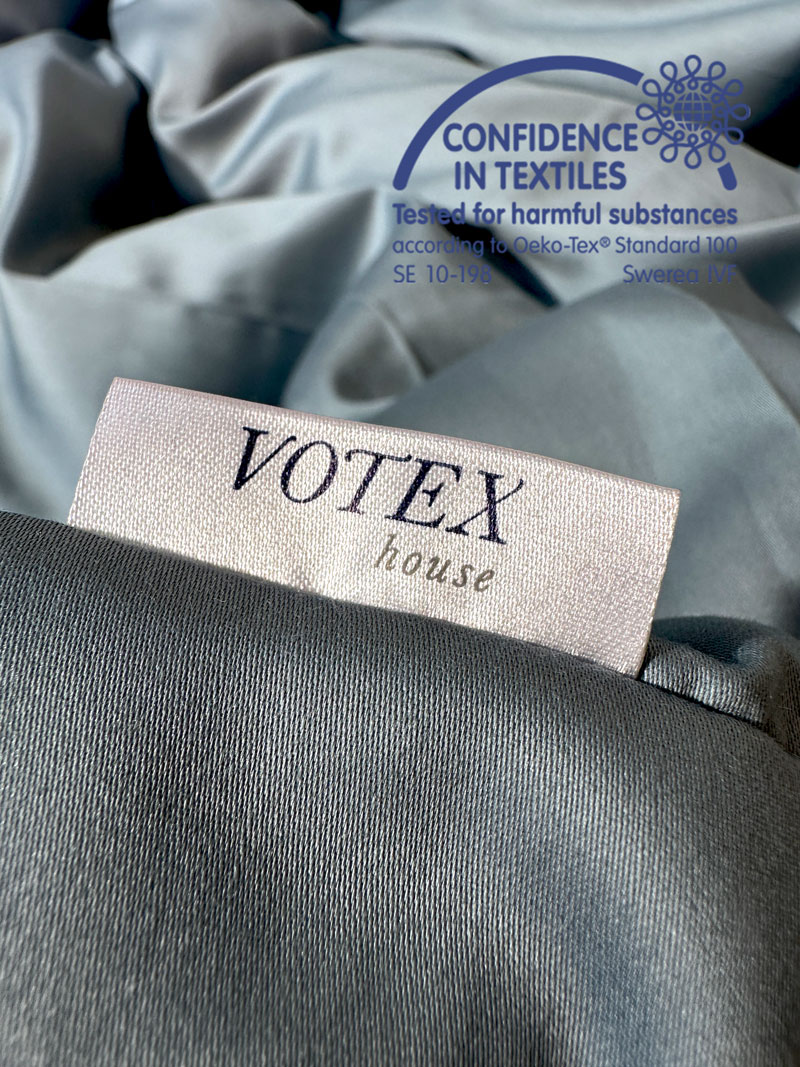 CONFIDENCE
IN TEXTILES
Tested for harmful substances
according to Oeko-Tex® Standard 100
SE 10-198 Swerea IVF
VOTEX
house